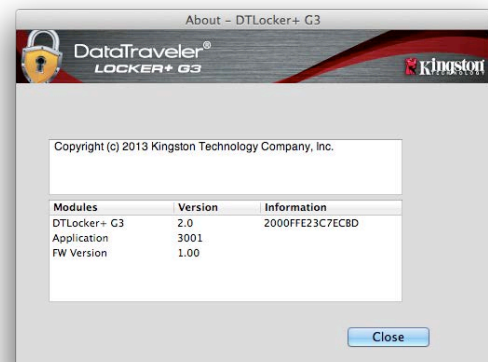 About – DTLocker+ G3
DataTraveler®
LOCKER+ G3
Kingston
TECHNOLOGY
Copyright (c) 2013 Kingston Technology Company, Inc.
Modules Version Information
DTLocker+ G3 2.0 2000FFE23C7ECBD
Application 3001
FW Version 1.00
Close